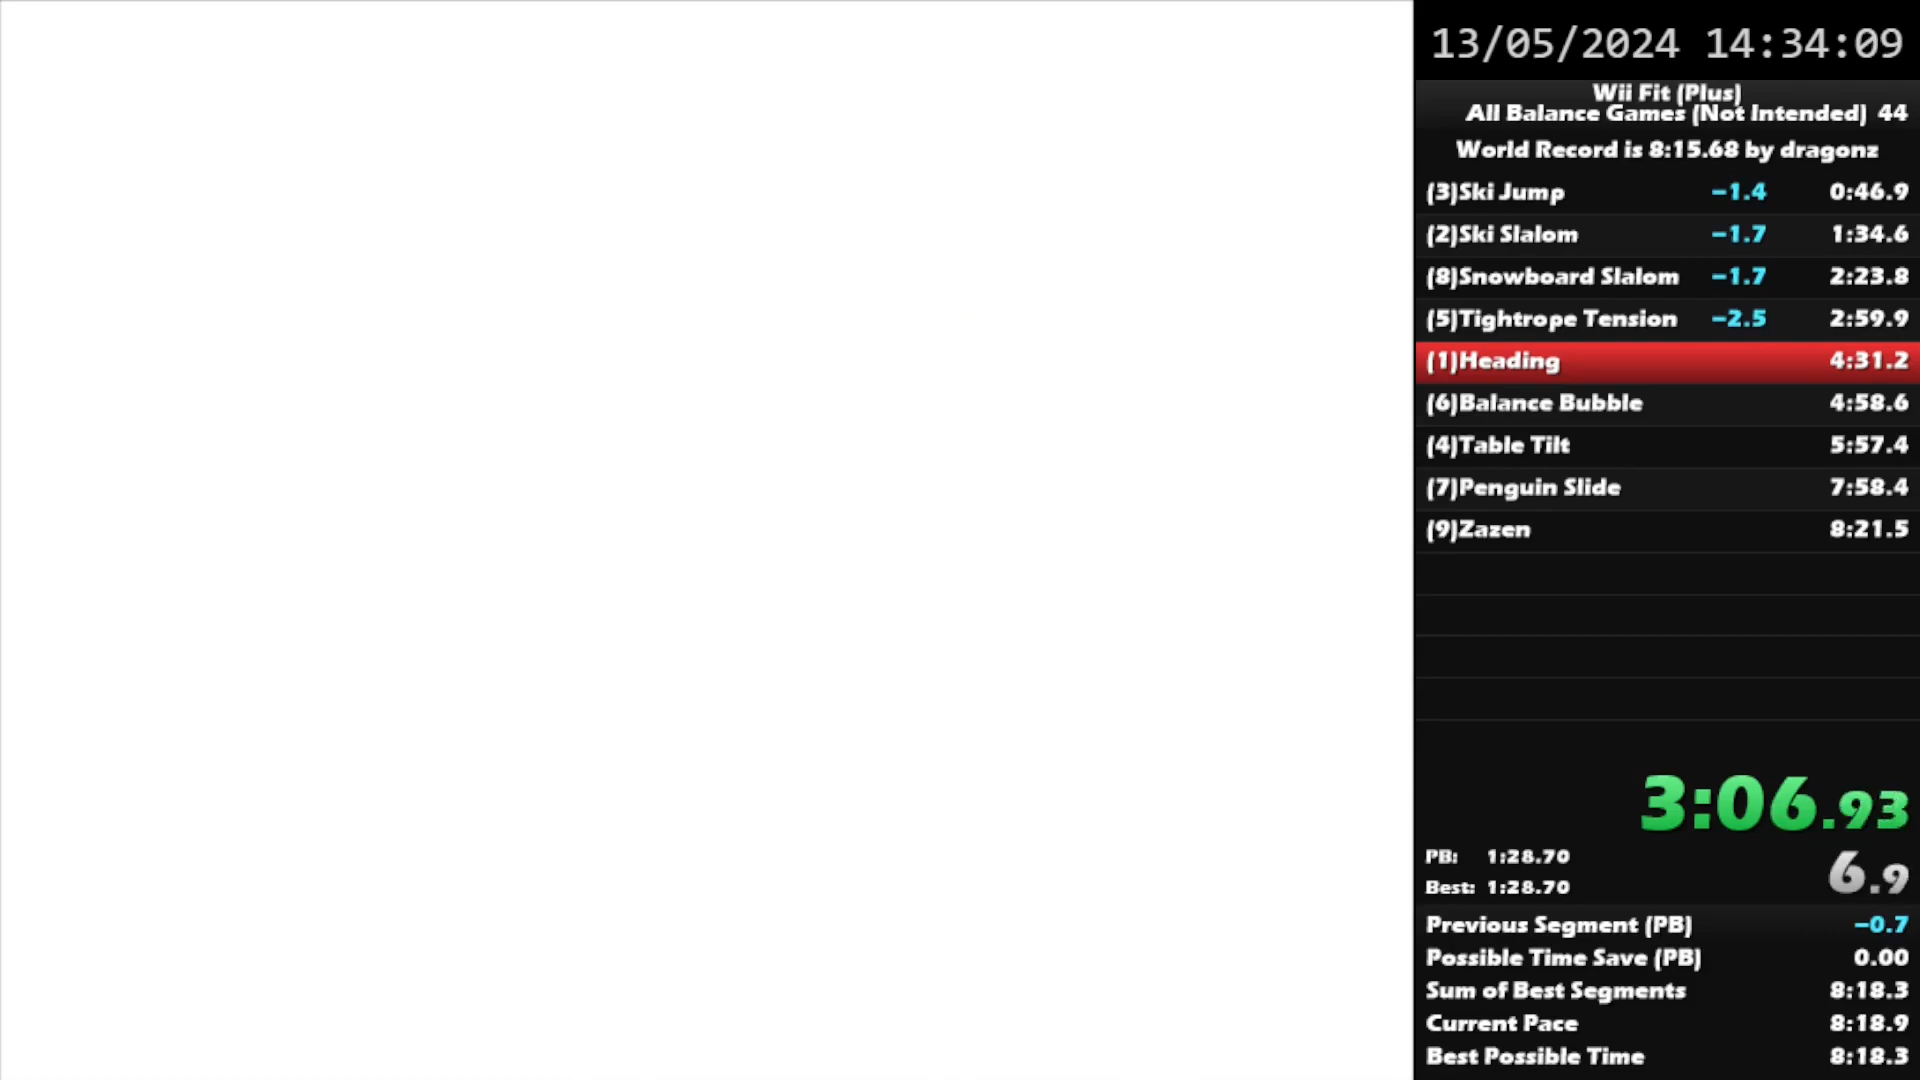 13/05/2024 14:34:09
Wii Fit (Plus)
All Balance Games (Not Intended) 44
World Record is 8:15.68 by dragonz
(3)Ski Jump -1.4 0:46.9
(2)Ski Slalom -1.7 1:34.6
(8)Snowboard Slalom -1.7 2:23.8
(5)Tightrope Tension -2.5 2:59.9
(1)Heading 4:31.2
(6)Balance Bubble 4:58.6
(4)Table Tilt 5:57.4
(7)Penguin Slide 7:58.4
(9)Zazen 8:21.5
3:06.93
PB: 1:28.70 6.9
Best: 1:28.70
Previous Segment (PB) -0.7
Possible Time Save (PB) 0.00
Sum of Best Segments 8:18.3
Current Pace 8:18.9
Best Possible Time 8:18.3